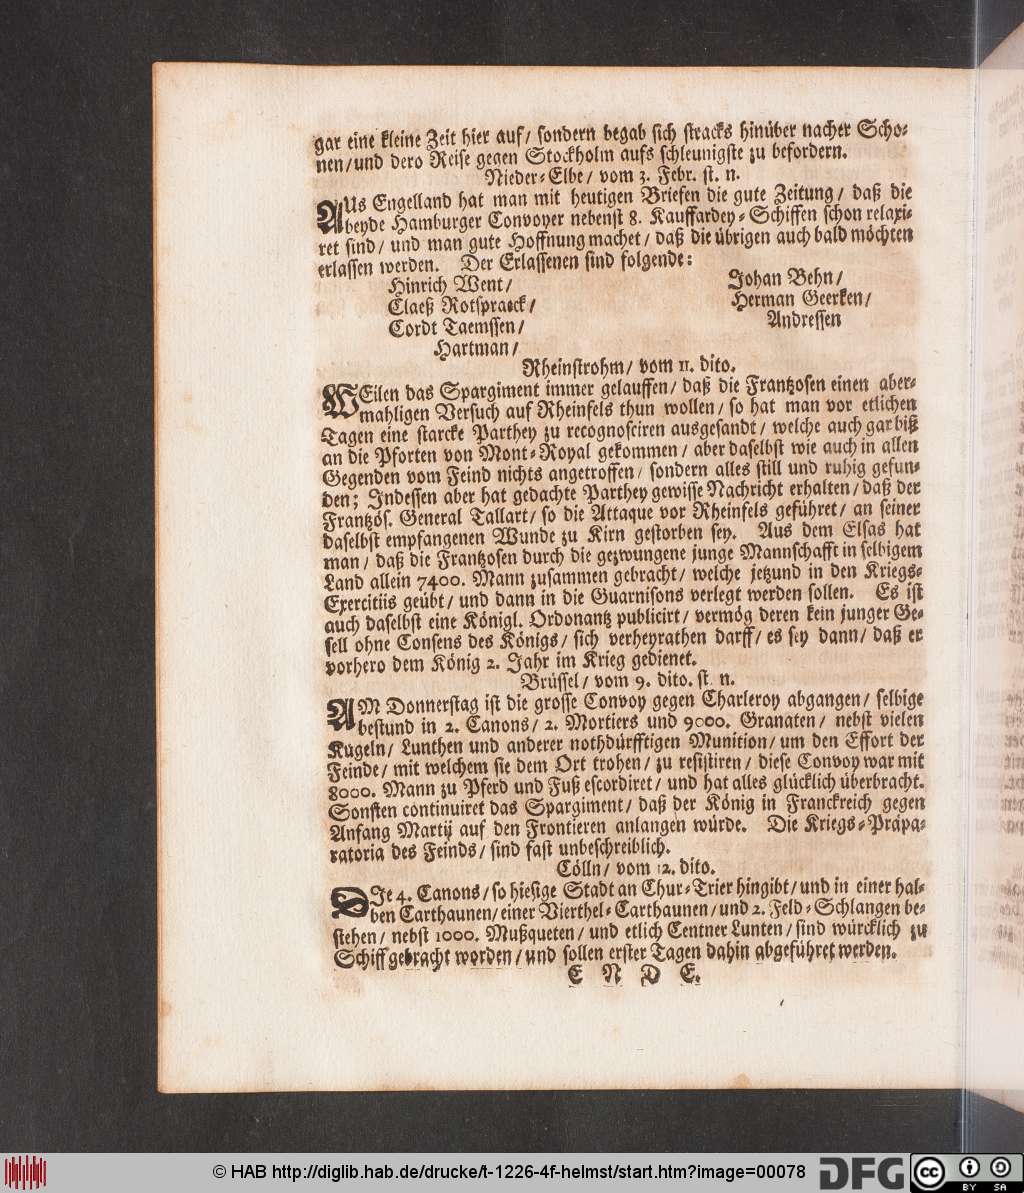 gar eine kleine Zeit hier auf/ sondern begab sich stracks hinüber nacher Scho-
nen/und dero Reise gegen Stockholm aufs schleunigste zu befordern.
Nieder-Elbe/ vom 3. Febr. st. n.
AUs Engelland hat man mit heutigen Briefen die gute Zeitung/ daß die
beyde Hamburger Convoyer nebenst 8. Kauffardey-Schiffen schon relaxi-
ret sind/ und man gute Hoffnung machet/ daß die übrigen auch bald möchten
erlassen werden. Der Erlassenen sind folgende:
Hinrich Went/ Johan Behn/
Claeß Rotspraeck/ Herman Geerken/
Cordt Taemssen/ Andressen
Hartman/
Rheinstrohm/ vom 11. dito.
WEilen das Spargiment immer gelauffen/ daß die Frantzosen einen aber-
mahligen Versuch auf Rheinfels thun wollen/ so hat man vor etlichen
Tagen eine starcke Parthey zu recognosciren ausgesandt/ welche auch gar biß
an die Pforten von Mont-Royal gekommen/ aber daselbst wie auch in allen
Gegenden vom Feind nichts angetroffen/ sondern alles still und ruhig gefun-
den; Indessen aber hat gedachte Parthey gewisse Nachricht erhalten/ daß der
Frantzös. General Tallart/ so die Attaque vor Rheinfels geführet/ an seiner
daselbst empfangenen Wunde zu Kirn gestorben sey. Aus dem Elsas hat
man/ daß die Frantzosen durch die gezwungene junge Mannschafft in selbigem
Land allein 7400. Mann zusammen gebracht/ welche jetzund in den Kriegs-
Exercitiis geübt/ und dann in die Guarnisons verlegt werden sollen. Es ist
auch daselbst eine Königl. Ordonantz publicirt/ vermög deren kein junger Ge-
sell ohne Consens des Königs/ sich verheyrathen darff/ es sey dann/ daß er
vorhero dem König 2. Jahr im Krieg gedienet.
Brüssel/ vom 9. dito. st. n.
AM Donnerstag ist die grosse Convoy gegen Charleroy abgangen/ selbige
bestund in 2. Canons/ 2. Mortiers und 9000. Granaten/ nebst vielen
Kugeln/ Lunthen und anderer nothdürfftigen Munition/ um den Effort der
Feinde/ mit welchem sie dem Ort trohen/ zu resistiren/ diese Convoy war mit
8000. Mann zu Pferd und Fuß escordiret/ und hat alles glücklich überbracht.
Sonsten continuiret das Spargiment/ daß der König in Franckreich gegen
Anfang Martij auf den Frontieren anlangen würde. Die Kriegs-Präpa-
ratoria des Feinds/ sind fast unbeschreiblich.
Cölln/ vom 12. dito.
DIe 4. Canons/ so hiesige Stadt an Chur-Trier hingibt/ und in einer hal-
ben Carthaunen/ einer Vierthel-Carthaunen/ und 2. Feld-Schlangen be-
stehen/ nebst 1000. Mußqueten/ und etlich Centner Lunten/ sind würcklich zu
Schiff gebracht worden/ und sollen erster Tagen dahin abgeführet werden.
E N D E.
© HAB http://diglib.hab.de/drucke/t-1226-4f-helmst/start.htm?image=00078 DFG cc BY SA